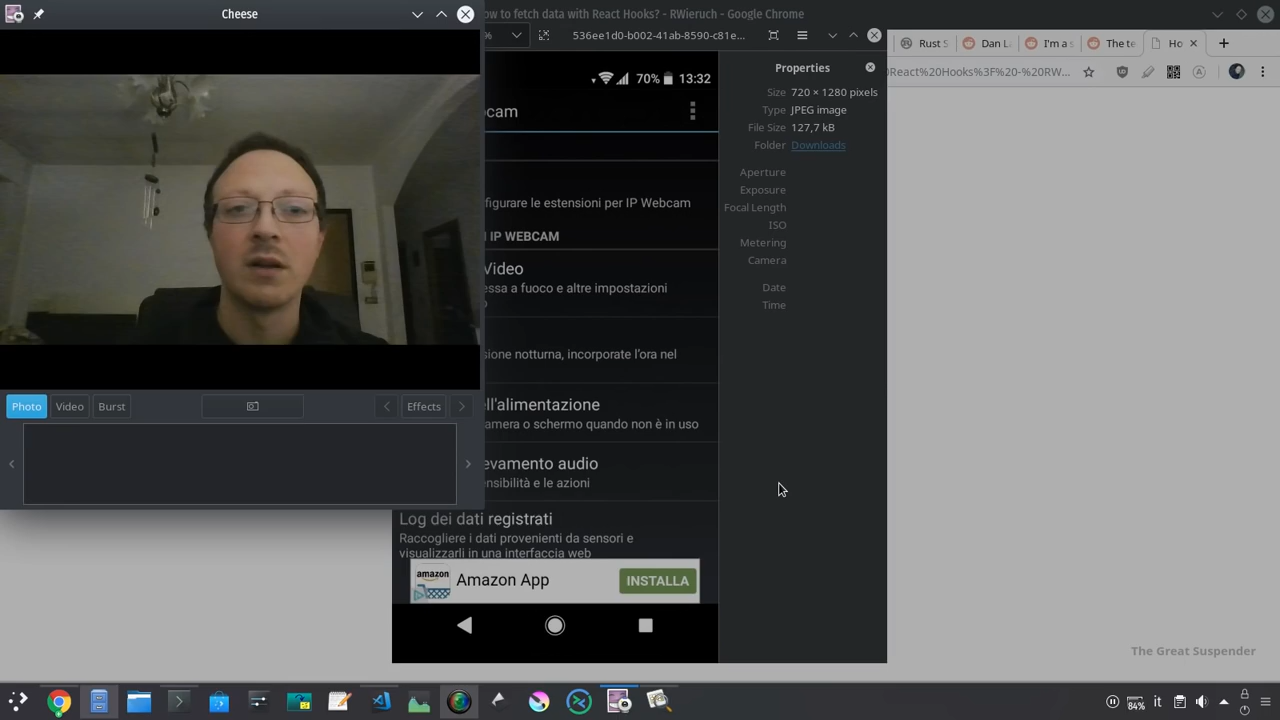 Cheese
ow to fetch data with React Hooks? - RWieruch - Google Chrome
%
536ee1d0-b002-41ab-8590-c81e...
Rust S
Dan L
I'm a s
The te
Ho
React%20Hooks%3F%20-%20RW...
70%
13:32
cam
Properties
Size 720 × 1280 pixels
Type JPEG image
File Size 127,7 kB
Folder Downloads
Aperture
Exposure
Focal Length
ISO
Metering
Camera
Date
Time
figurare le estensioni per IP Webcam
IP WEBCAM
Video
essa a fuoco e altre impostazioni
o
sione notturna, incorporate l'ora nel
ell'alimentazione
amera o schermo quando non è in uso
evamento audio
ensibilità e le azioni
Log dei dati registrati
Raccogliere i dati provenienti da sensori e
visualizzarli in una interfaccia web
amazon
Amazon App
INSTALLA
Photo
Video
Burst
Effects
The Great Suspender
84%
it